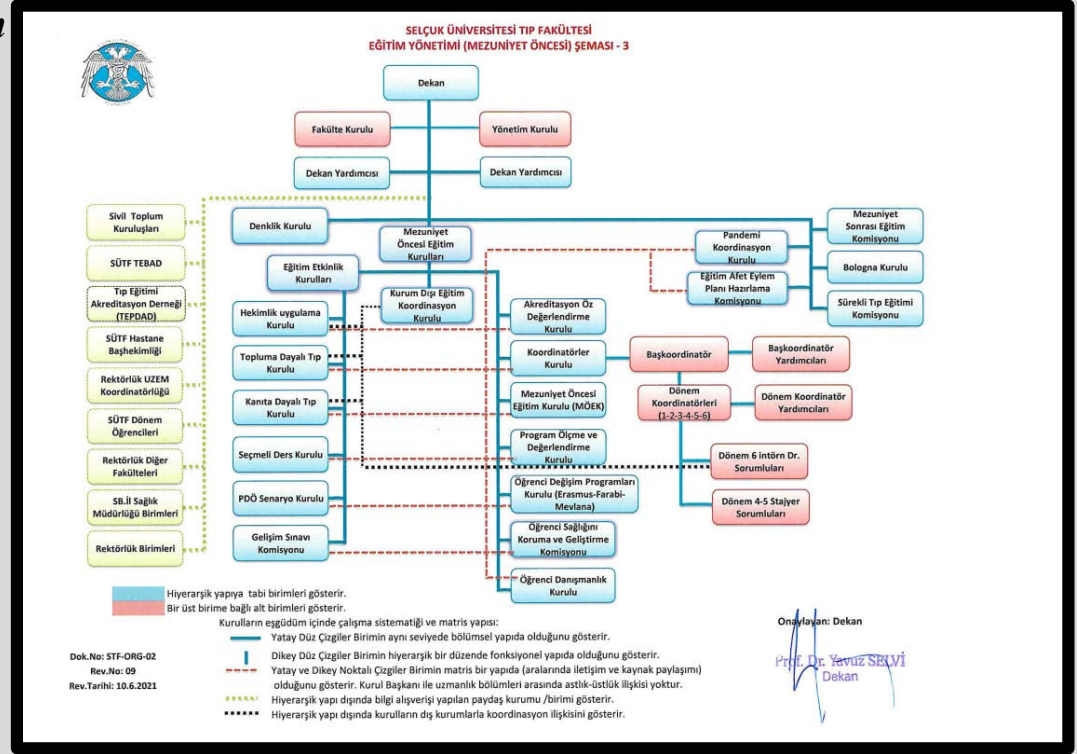 n
SELÇUK ÜNİVERSİTESİ TIP FAKÜLTESİ
EĞİTİM YÖNETİMİ (MEZUNİYET ÖNCESİ) ŞEMASI - 3
Dekan
Fakülte Kurulu
Yönetim Kurulu
Dekan Yardımcısı
Dekan Yardımcısı
Sivil Toplum
Kuruluşları
SÜTF TEBAD
Tıp Eğitimi
Akreditasyon Derneği
(TEPDAD)
SÜTF Hastane
Başhekimliği
Rektörlük UZEM
Koordinatörlüğü
SÜTF Dönem
Öğrencileri
Rektörlük Diğer
Fakülteleri
SB.İl Sağlık
Müdürlüğü Birimleri
Rektörlük Birimleri
Denklik Kurulu
Mezuniyet
Öncesi Eğitim
Kurulları
Eğitim Etkinlik
Kurulları
Kurum Dışı Eğitim
Koordinasyon
Kurulu
Hekimlik uygulama
Kurulu
Topluma Dayalı Tıp
Kurulu
Kanıta Dayalı Tıp
Kurulu
Seçmeli Ders Kurulu
PDÖ Senaryo Kurulu
Gelişim Sınavı
Komisyonu
Akreditasyon Öz
Değerlendirme
Kurulu
Koordinatörler
Kurulu
Mezuniyet Öncesi
Eğitim Kurulu (MÖEK)
Program Ölçme ve
Değerlendirme
Kurulu
Öğrenci Değişim Programları
Kurulu (Erasmus-Farabi-
Mevlana)
Öğrenci Sağlığını
Koruma ve Geliştirme
Komisyonu
Öğrenci Danışmanlık
Kurulu
Pandemi
Koordinasyon
Kurulu
Eğitim Afet Eylem
Planı Hazırlama
Komisyonu
Mezuniyet
Sonrası Eğitim
Komisyonu
Bologna Kurulu
Sürekli Tıp Eğitimi
Komisyonu
Başkoordinatör
Başkoordinatör
Yardımcıları
Dönem
Koordinatörleri
(1-2-3-4-5-6)
Dönem Koordinatör
Yardımcıları
Dönem 6 intörn Dr.
Sorumluları
Dönem 4-5 Stajyer
Sorumluları
Hiyerarşik yapıya tabi birimleri gösterir.
Bir üst birime bağlı alt birimleri gösterir.
Kurulların eşgüdüm içinde çalışma sistematiği ve matris yapısı:
Yatay Düz Çizgiler Birimin aynı seviyede bölümsel yapıda olduğunu gösterir.
Dikey Düz Çizgiler Birimin hiyerarşik bir düzende fonksiyonel yapıda olduğunu gösterir.
Yatay ve Dikey Noktalı Çizgiler Birimin matris bir yapıda (aralarında iletişim ve kaynak paylaşımı)
olduğunu gösterir. Kurul Başkanı ile uzmanlık bölümleri arasında astlık-üstlük ilişkisi yoktur.
Hiyerarşik yapı dışında bilgi alışverişi yapılan paydaş kurumu /birimi gösterir.
Hiyerarşik yapı dışında kurulların dış kurumlarla koordinasyon ilişkisini gösterir.
Dok.No: STF-ORG-02
Rev.No: 09
Rev.Tarihi: 10.6.2021
Onaylayan: Dekan
Prof. Dr. Yavuz SELVİ
Dekan